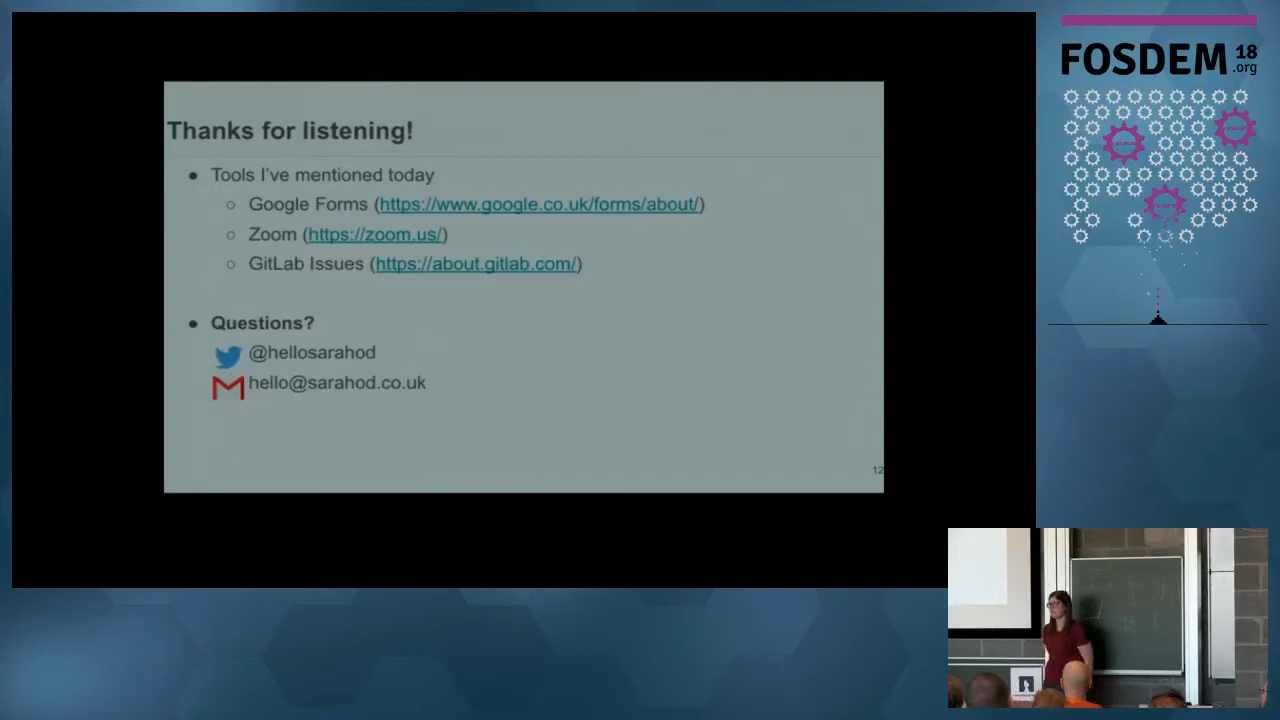 FOSDEM 18
.org
Thanks for listening!
● Tools I've mentioned today
○ Google Forms (https://www.google.co.uk/forms/about/)
○ Zoom (https://zoom.us/)
○ GitLab Issues (https://about.gitlab.com/)
● Questions?
@hellosarahod
hello@sarahod.co.uk
12